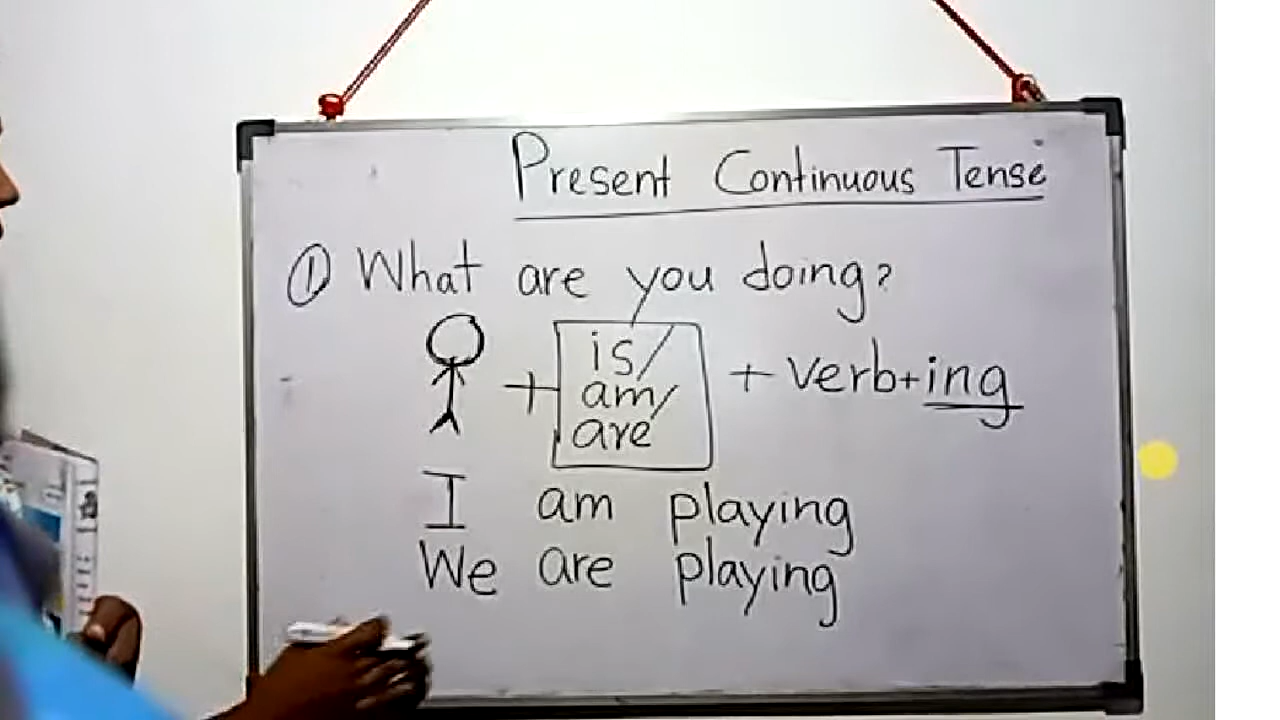 Present Continuous Tense
① What are you doing?
+ is/ am/ are + verb+ing
I am playing
We are playing